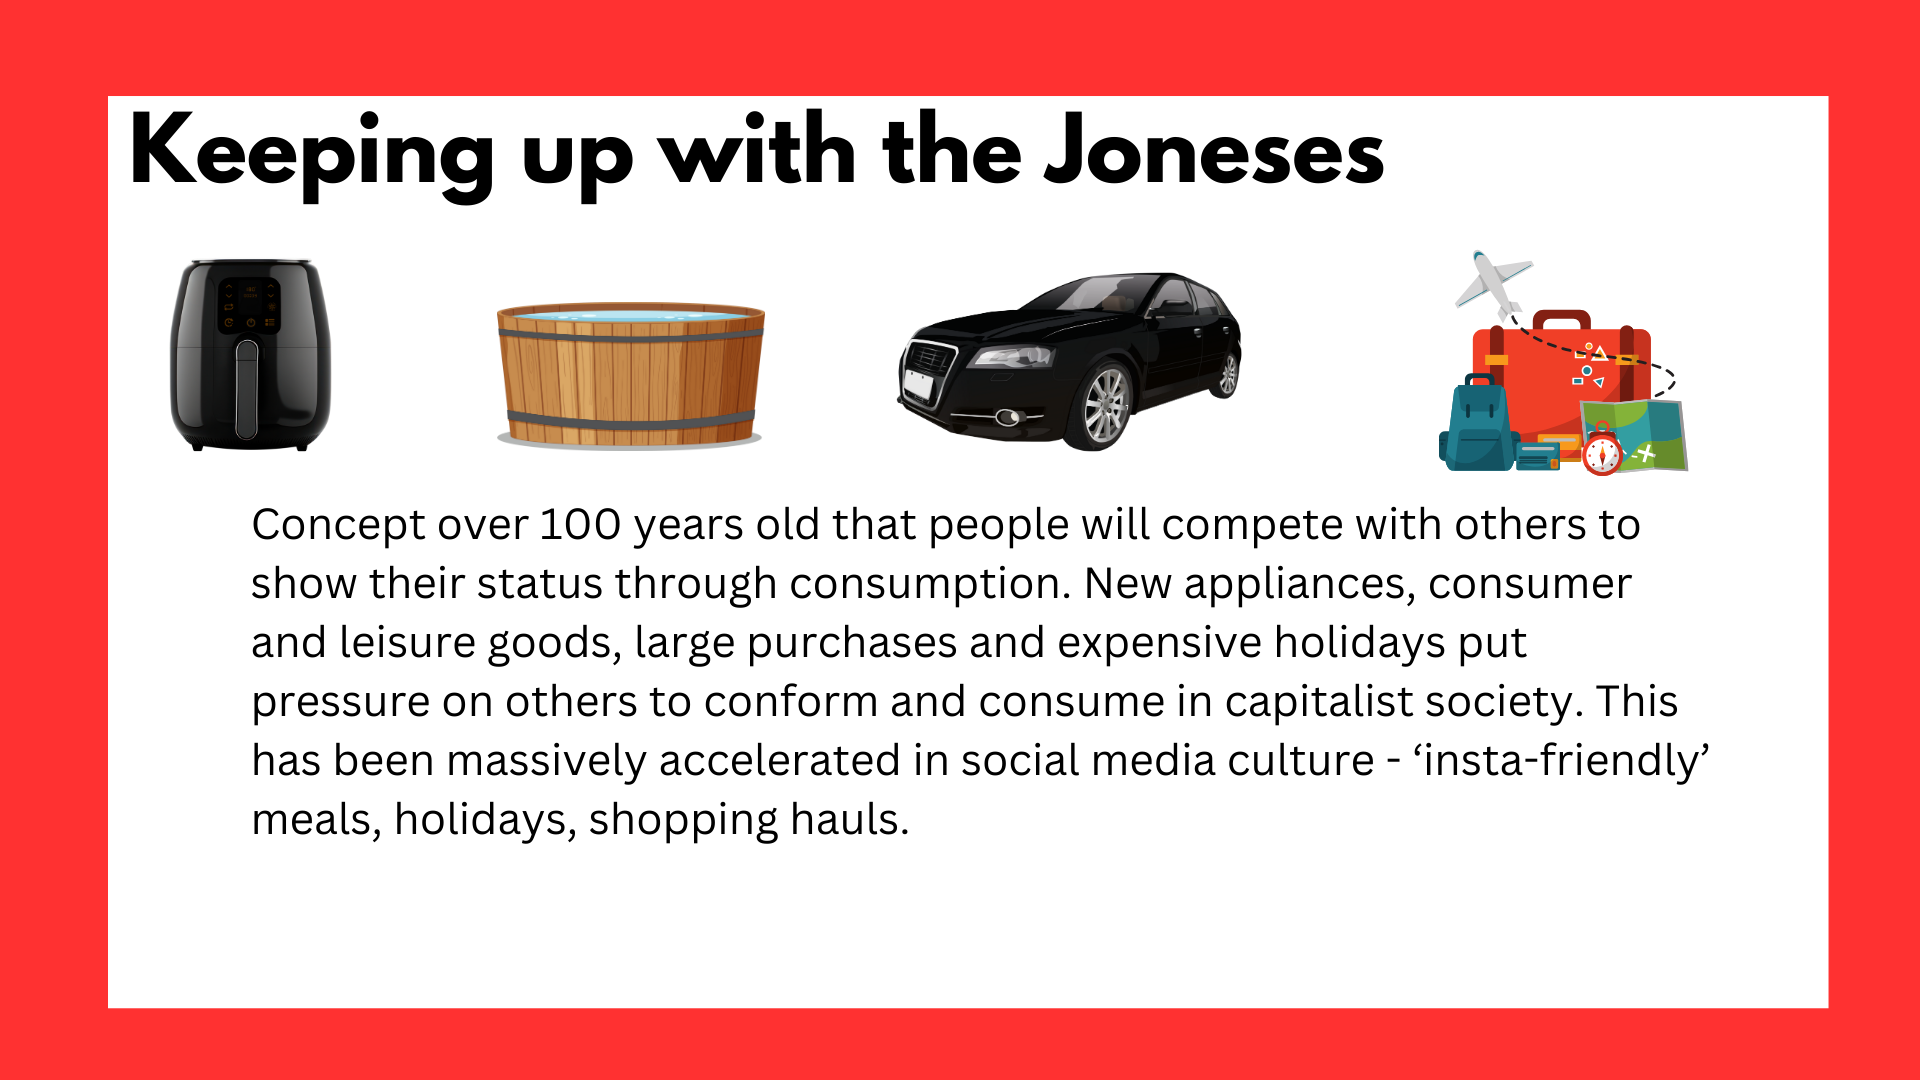 Keeping up with the Joneses
Concept over 100 years old that people will compete with others to
show their status through consumption. New appliances, consumer
and leisure goods, large purchases and expensive holidays put
pressure on others to conform and consume in capitalist society. This
has been massively accelerated in social media culture - ‘insta-friendly’
meals, holidays, shopping hauls.